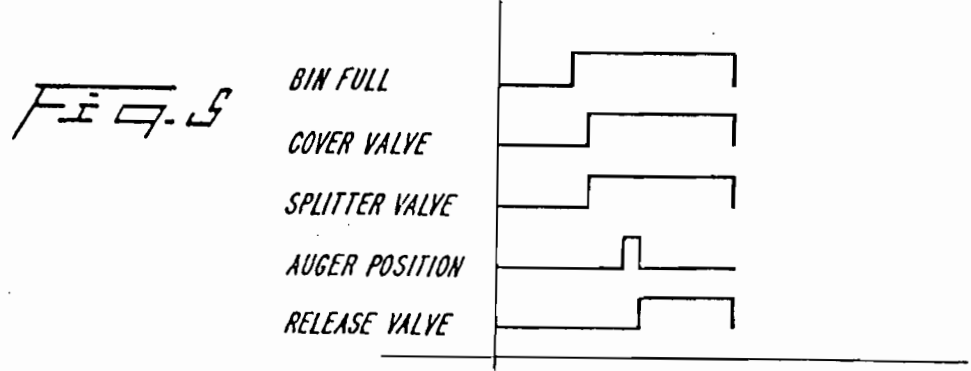 Fig. 5
BIN FULL
COVER VALVE
SPLITTER VALVE
AUGER POSITION
RELEASE VALVE